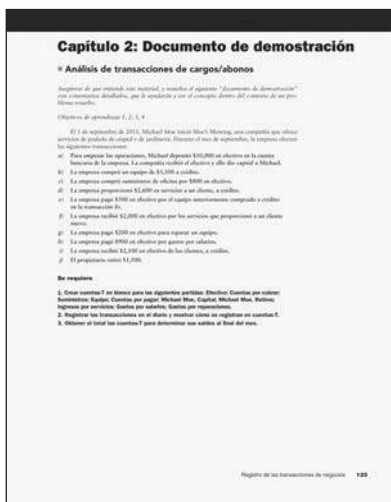 Capítulo 2: Documento de demostración
Análisis de transacciones de cargos/abonos
Asegúrese de que entiende este material, y resuelva el siguiente "documento de demostración"
con comentarios detallados, que le ayudarán a ver el concepto dentro del contexto de un pro-
blema resuelto.
Objetivos de aprendizaje 1, 2, 3, 4
El 1 de septiembre de 2011, Michael Moe inició Moe's Mowing, una compañía que ofrece
servicios de podado de césped y de jardinería. Durante el mes de septiembre, la empresa efectuó
las siguientes transacciones:
a) Para empezar las operaciones, Michael depositó $10,000 en efectivo en la cuenta
bancaria de la empresa. La compañía recibió el efectivo y ello dio capital a Michael.
b) La empresa compró un equipo de $3,500 a crédito.
c) La empresa compró suministros de oficina por $800 en efectivo.
d) La empresa proporcionó $2,600 en servicios a un cliente, a crédito.
e) La empresa pagó $500 en efectivo por el equipo anteriormente comprado a crédito
en la transacción b).
f) La empresa recibió $2,000 en efectivo por los servicios que proporcionó a un cliente
nuevo.
g) La empresa pagó $200 en efectivo para reparar un equipo.
h) La empresa pagó $900 en efectivo por gastos por salarios.
i) La empresa recibió $2,100 en efectivo de los clientes, a crédito.
j) El propietario retiró $1,500.
Se requiere
1. Crear cuentas-T en blanco para las siguientes partidas: Efectivo; Cuentas por cobrar;
Suministros; Equipo; Cuentas por pagar; Michael Moe, Capital; Michael Moe, Retiros;
Ingresos por servicios; Gastos por salarios; Gastos por reparaciones.
2. Registrar las transacciones en el diario y mostrar cómo se registran en cuentas-T.
3. Obtener el total las cuentas-T para determinar sus saldos al final del mes.
Registro de las transacciones de negocios 123